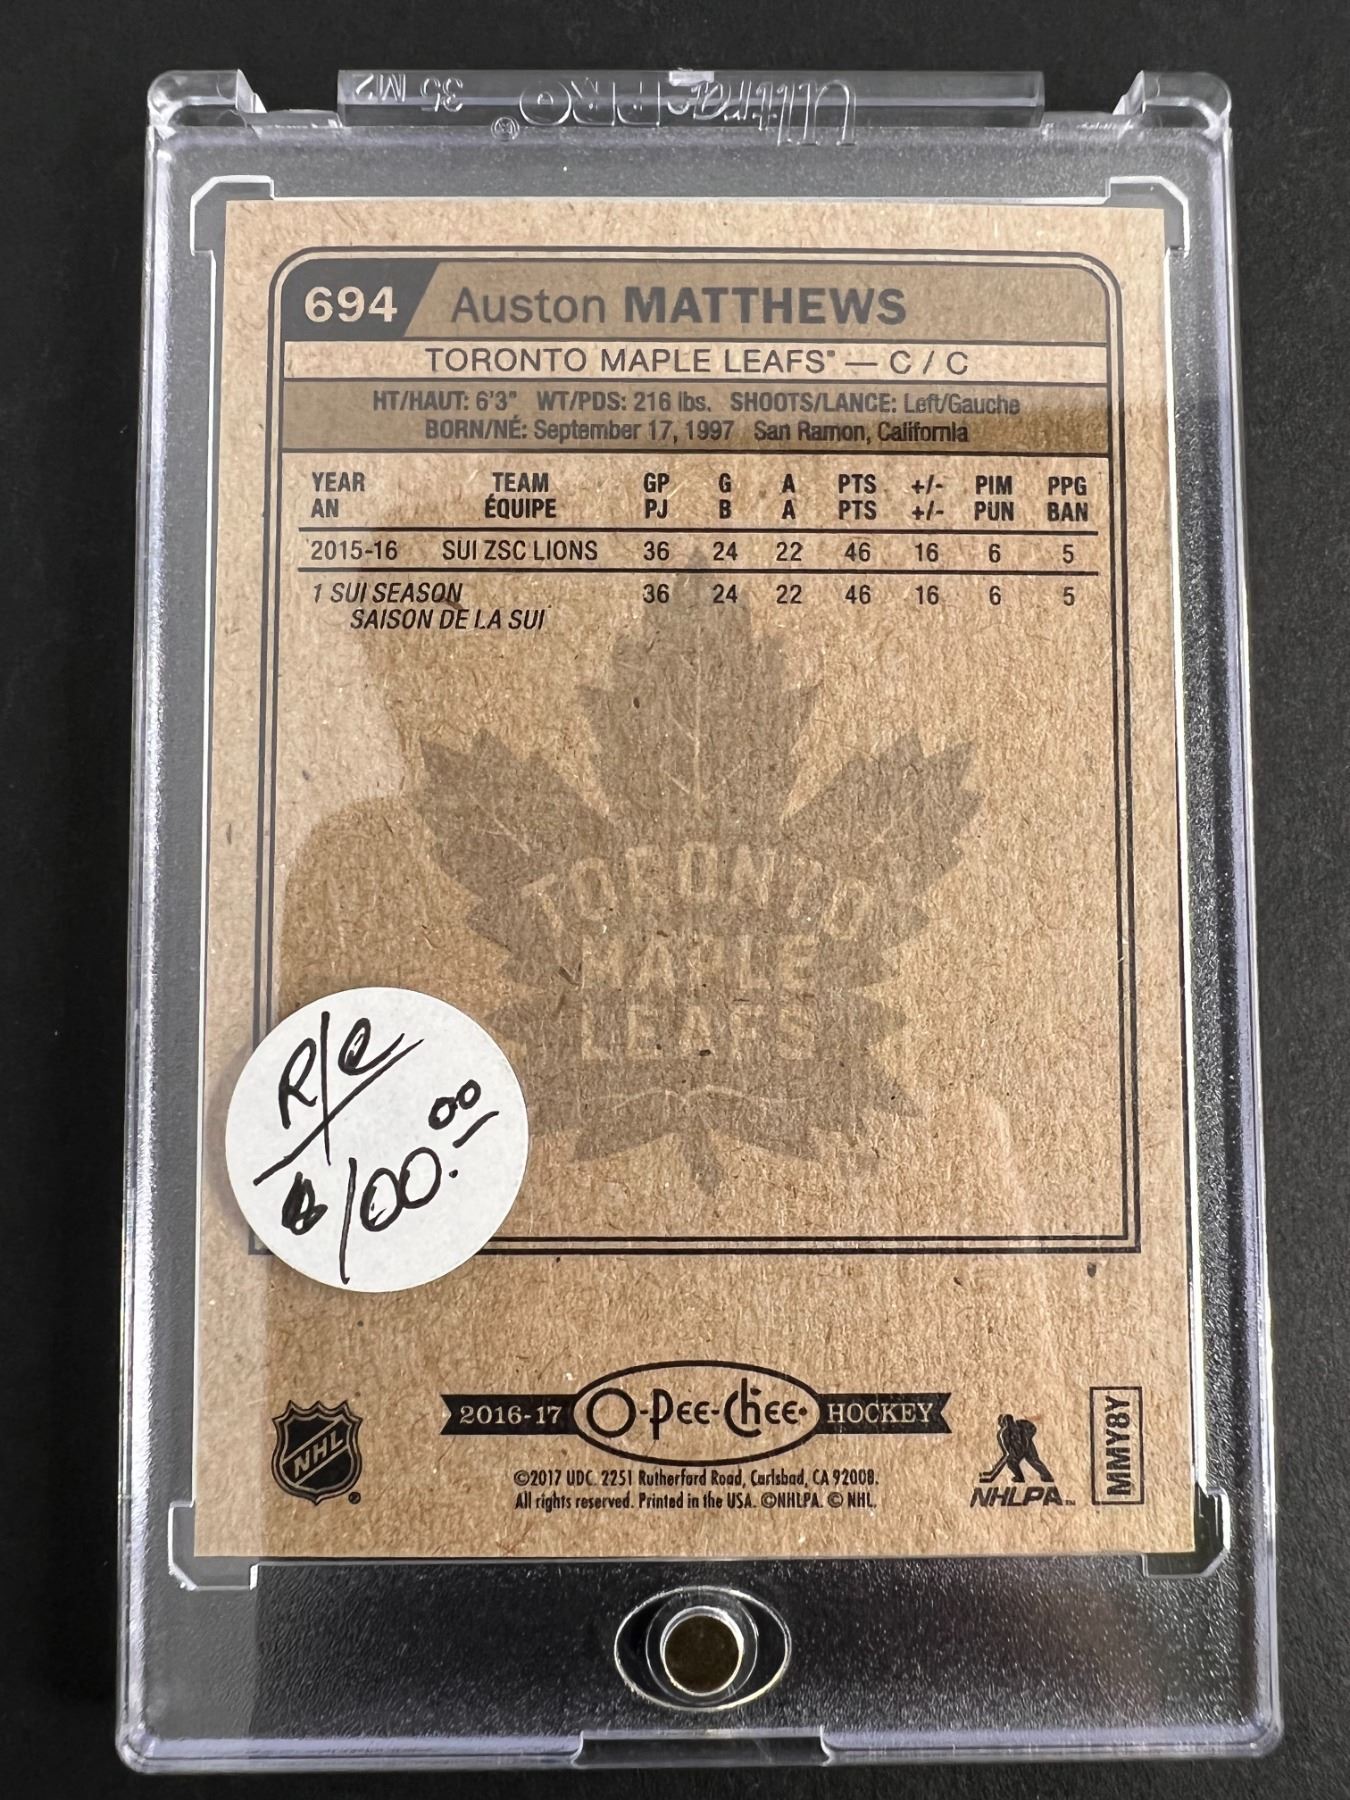 Ultra PRO® 35 M2
694 Auston MATTHEWS
TORONTO MAPLE LEAFS® — C / C
HT/HAUT: 6'3" WT/PDS: 216 lbs. SHOOTS/LANCE: Left/Gauche
BORN/NÉ: September 17, 1997 San Ramon, California
YEAR TEAM GP G A PTS +/- PIM PPG
AN ÉQUIPE PJ B A PTS +/- PUN BAN
2015-16 SUI ZSC LIONS 36 24 22 46 16 6 5
1 SUI SEASON 36 24 22 46 16 6 5
SAISON DE LA SUI
TORONTO
MAPLE
LEAFS
$100.00
2016-17 O-Pee-Chee HOCKEY
NHL®
©2017 UDC. 2251 Rutherford Road, Carlsbad, CA 92008.
All rights reserved. Printed in the USA. ©NHLPA. © NHL.
NHLPA™
MMY8Y